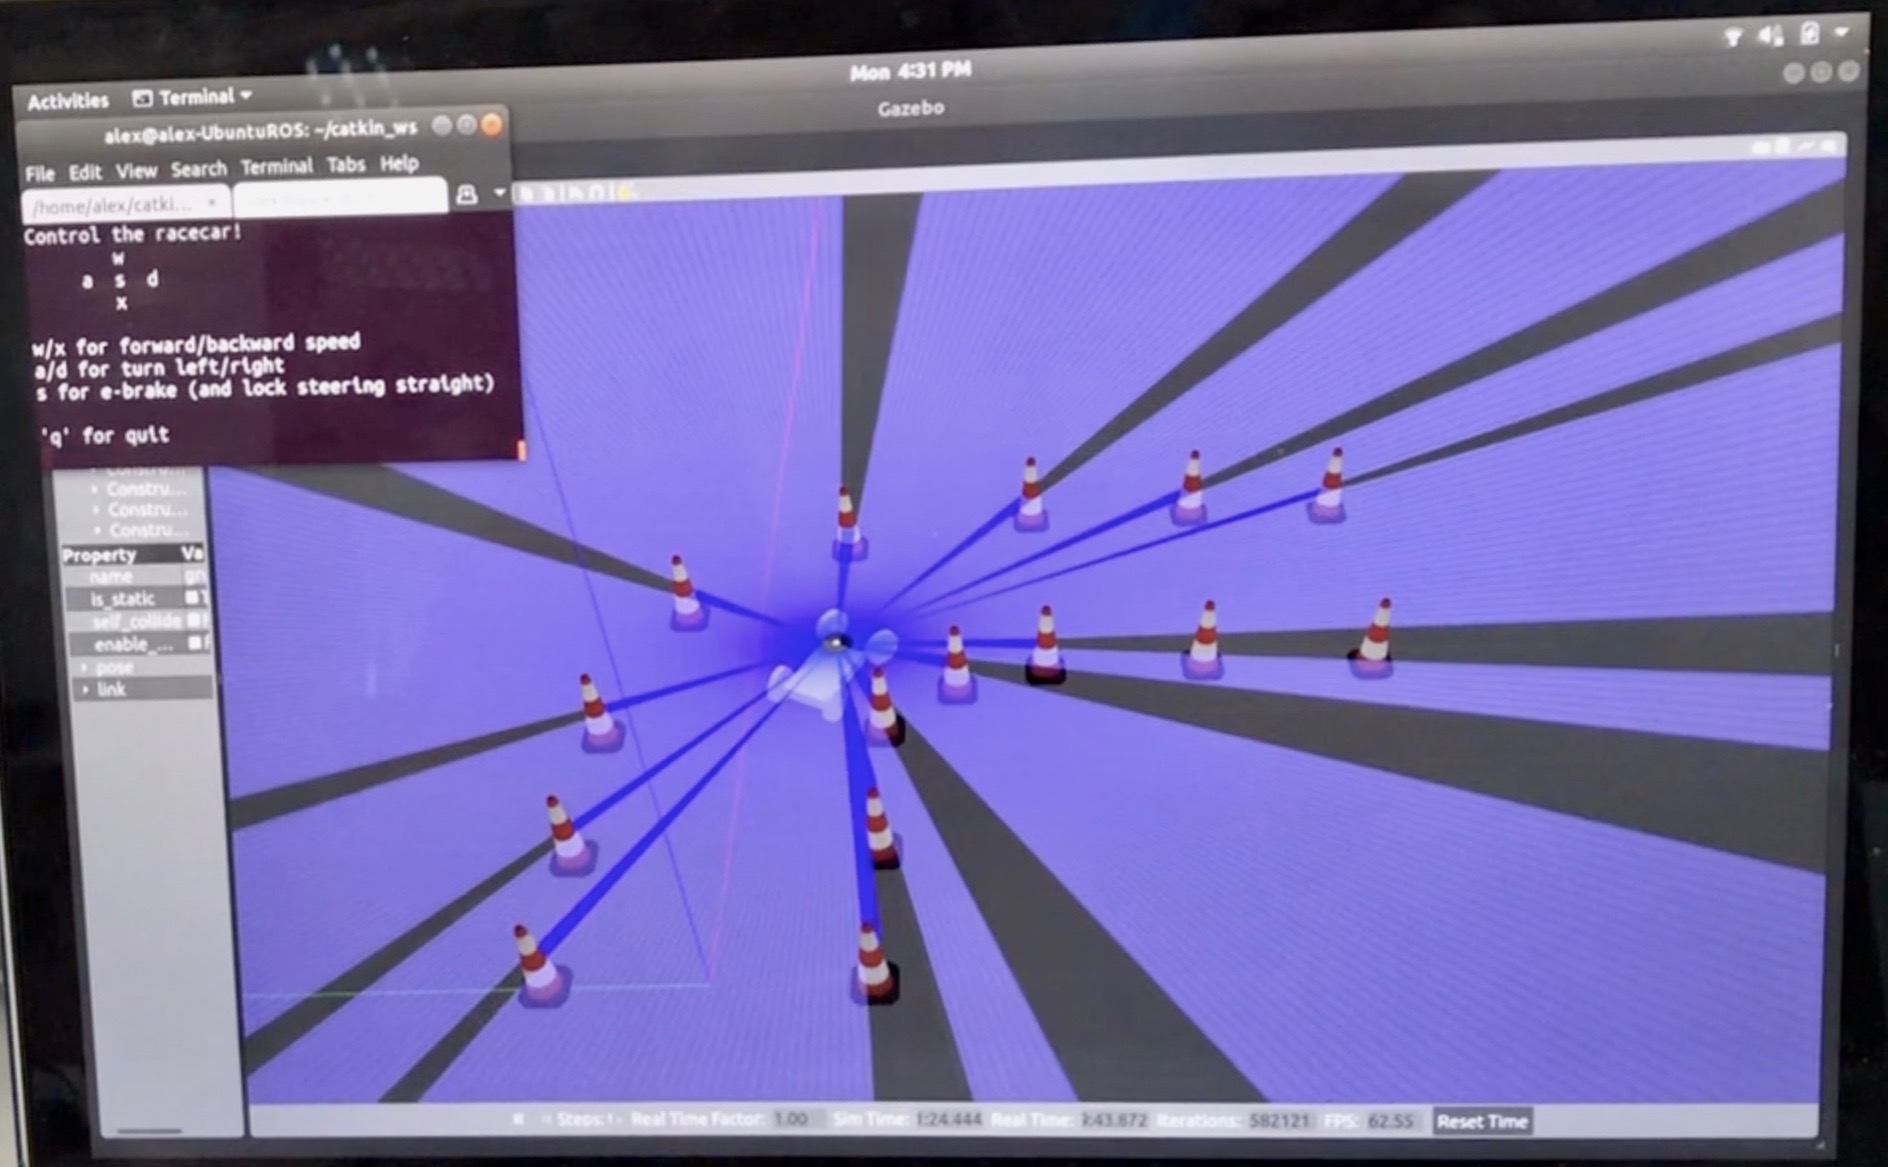 Mon 4:31 PM
Activities
Terminal
Gazebo
alex@alex-UbuntuROS: ~/catkin_ws
File Edit View Search Terminal Tabs Help
/home/alex/catki...
Control the racecar!
w
a s d
x
w/x for forward/backward speed
a/d for turn left/right
s for e-brake (and lock steering straight)
'q' for quit
Constru...
Constru...
Constru...
Constru...
Property Va
name gn
is_static
self_collide
enable_...
pose
link
Steps: Real Time Factor: 1.00 Sim Time: 1:24.444 Real Time: Iterations: 582121 FPS: 62.55 Reset Time